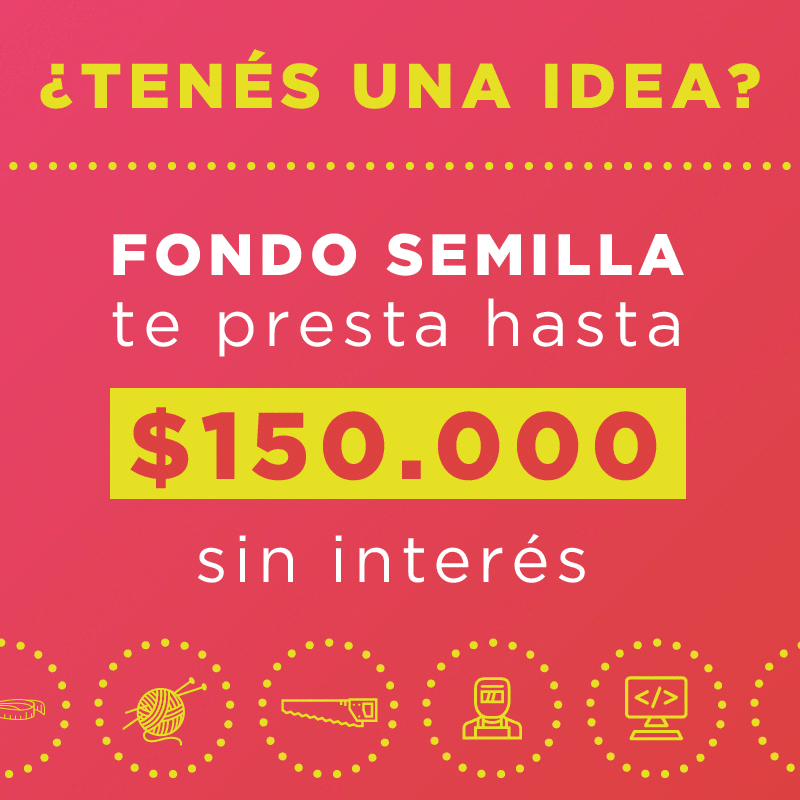 ¿TENÉS UNA IDEA?
FONDO SEMILLA
te presta hasta
$150.000
sin interés
</>